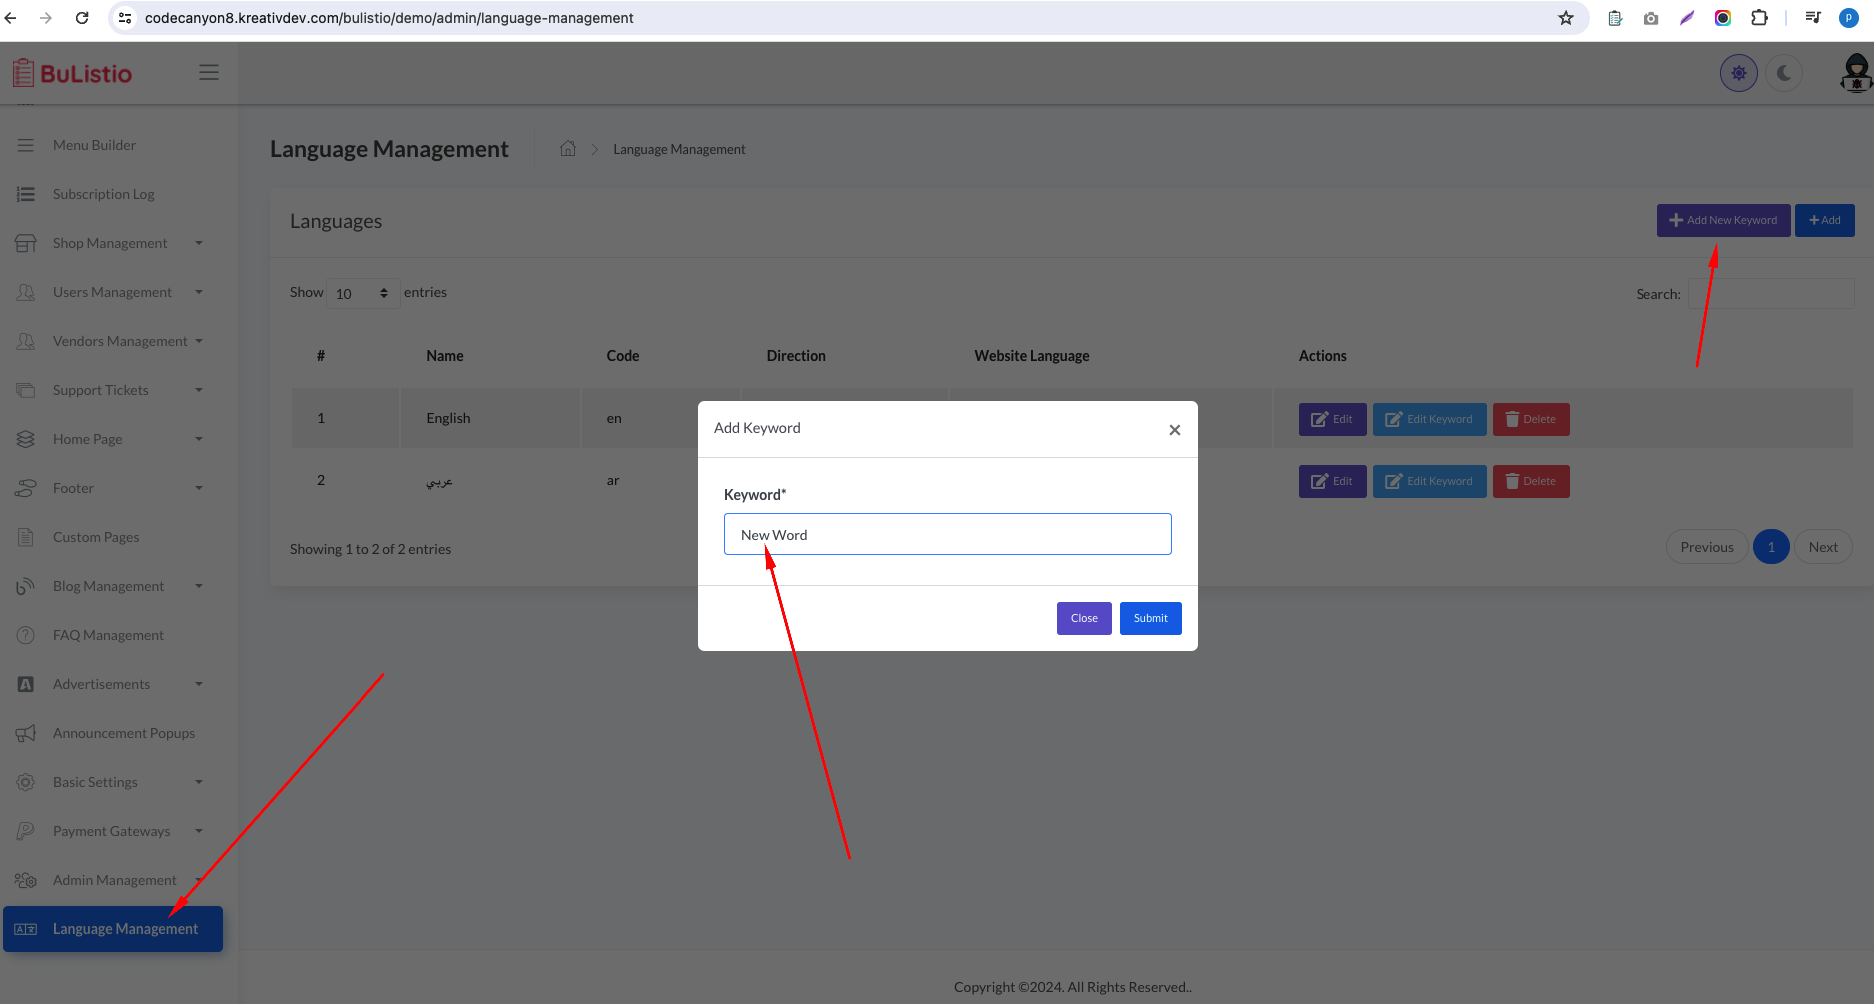 codecanyon8.kreativdev.com/bulistio/demo/admin/language-management
P
BuListio
Menu Builder
Subscription Log
Shop Management
Users Management
Vendors Management
Support Tickets
Home Page
Footer
Custom Pages
Blog Management
FAQ Management
Advertisements
Announcement Popups
Basic Settings
Payment Gateways
Admin Management
Language Management
Language Management
Language Management
Languages
Add New Keyword
+ Add
Show 10 entries
Search:
# Name Code Direction Website Language Actions
1 English en Edit Edit Keyword Delete
2 عربي ar Edit Edit Keyword Delete
Showing 1 to 2 of 2 entries
Previous 1 Next
Add Keyword
×
Keyword*
New Word
Close Submit
Copyright ©2024. All Rights Reserved..